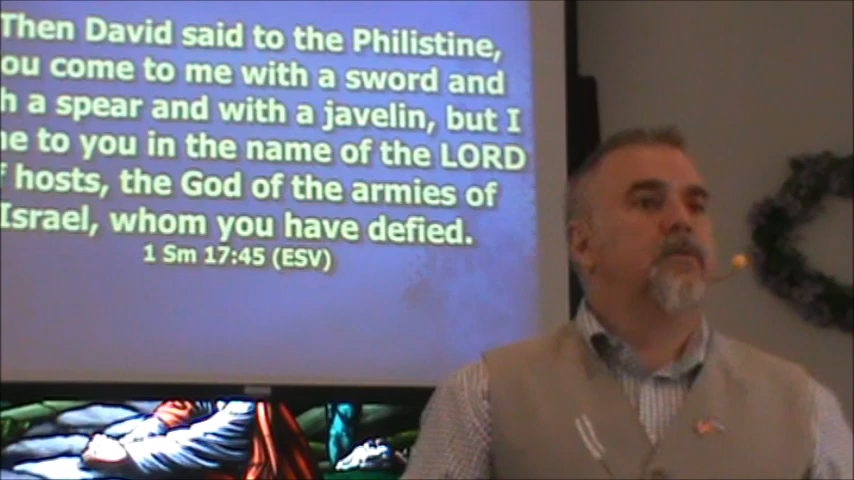 Then David said to the Philistine,
ou come to me with a sword and
h a spear and with a javelin, but I
e to you in the name of the LORD
f hosts, the God of the armies of
Israel, whom you have defied.
1 Sm 17:45 (ESV)